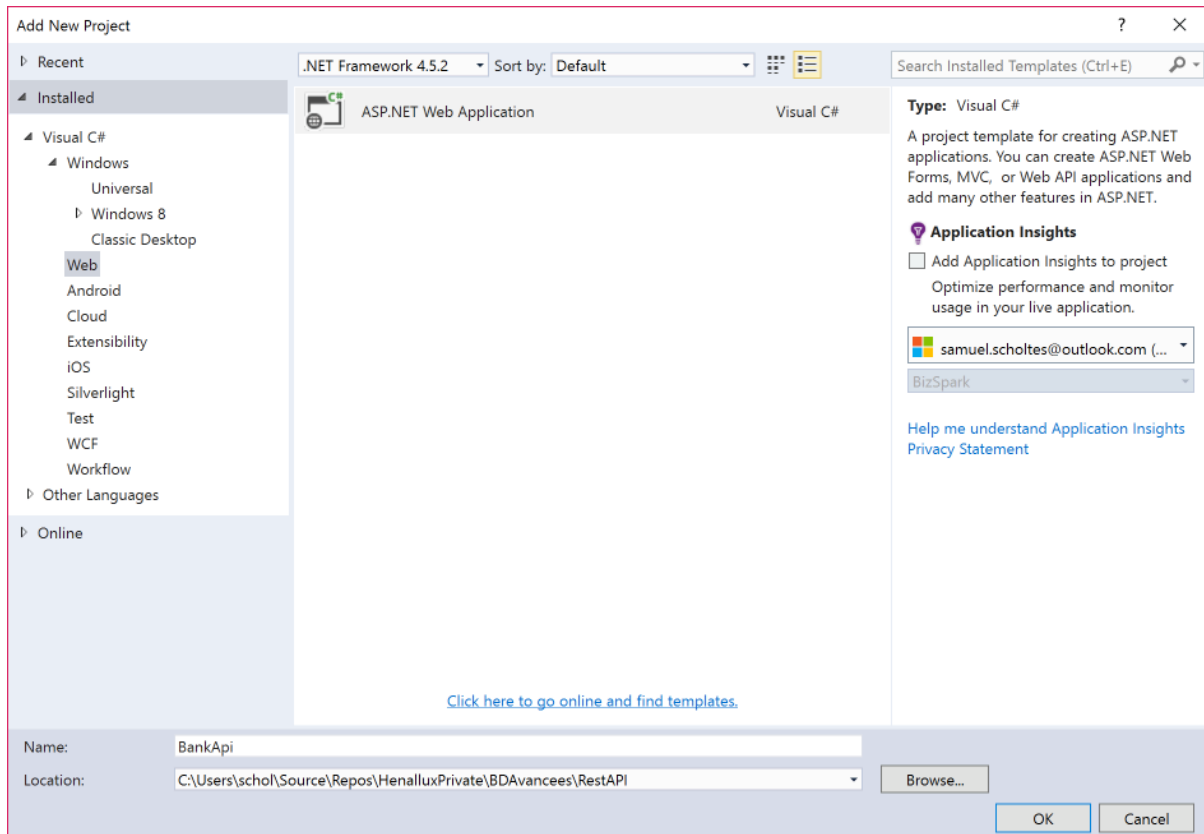 Add New Project
?
Recent
Installed
Visual C#
Windows
Universal
Windows 8
Classic Desktop
Web
Android
Cloud
Extensibility
iOS
Silverlight
Test
WCF
Workflow
Other Languages
Online
.NET Framework 4.5.2
Sort by: Default
Search Installed Templates (Ctrl+E)
C#
ASP.NET Web Application Visual C#
Click here to go online and find templates.
Type: Visual C#
A project template for creating ASP.NET
applications. You can create ASP.NET Web
Forms, MVC, or Web API applications and
add many other features in ASP.NET.
Application Insights
Add Application Insights to project
Optimize performance and monitor
usage in your live application.
samuel.scholtes@outlook.com (...
BizSpark
Help me understand Application Insights
Privacy Statement
Name: BankApi
Location: C:\Users\schol\Source\Repos\HenalluxPrivate\BDAvancees\RestAPI
Browse...
OK Cancel